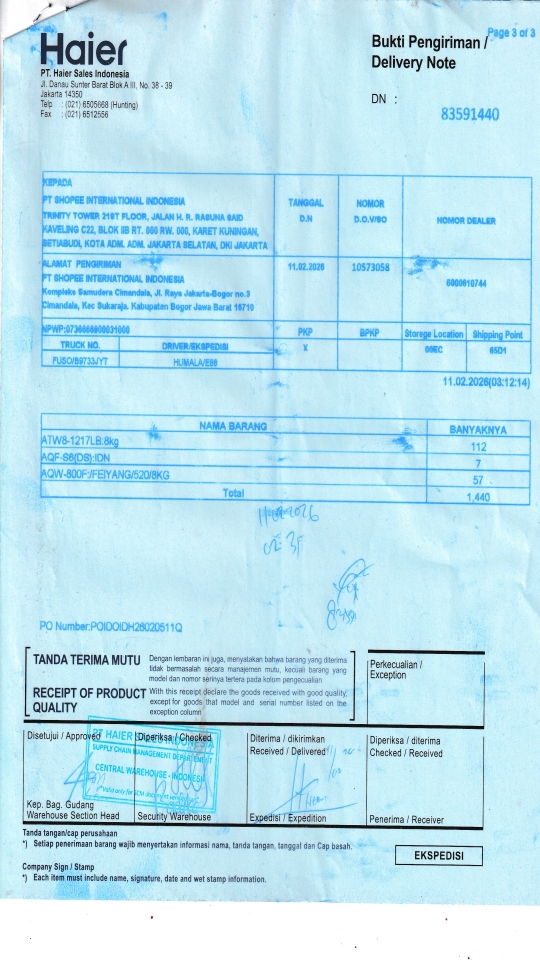 Page 3 of 3
Haier
Bukti Pengiriman /
Delivery Note
PT. Haier Sales Indonesia
Jl. Danau Sunter Barat Blok A III, No. 38 - 39
Jakarta 14350
Telp : (021) 6505668 (Hunting)
Fax : (021) 6512556
DN :
83591440
KEPADA
PT SHOPEE INTERNATIONAL INDONESIA
TRINITY TOWER 21ST FLOOR, JALAN H. R. RASUNA SAID
KAVELING C22, BLOK IIB RT. 000 RW. 000, KARET KUNINGAN,
SETIABUDI, KOTA ADM. ADM. JAKARTA SELATAN, DKI JAKARTA
TANGGAL
D.N
NOMOR
D.O.V/SO
NOMOR DEALER
ALAMAT PENGIRIMAN
PT SHOPEE INTERNATIONAL INDONESIA
Kompleks Samudera Cimandala, Jl. Raya Jakarta-Bogor no.3
Cimandala, Kec Sukaraja. Kabupaten Bogor Jawa Barat 16710
11.02.2026
10573058
6000610744
NPWP:0736666900031000
PKP
BPKP
Storege Location
Shipping Point
TRUCK NO.
DRIVER/EKSPEDISI
X
00EC
65D1
FUSO/B9733JYT
HUMALA/E86
11.02.2026(03:12:14)
NAMA BARANG
BANYAKNYA
ATW8-1217LB:8kg
112
AQF-S6(DS):IDN
7
AQW-800F:/FEIYANG/520/8KG
57
Total
1,440
PO Number:POIDOIDH26020511Q
TANDA TERIMA MUTU
Dengan lembaran ini juga, menyatakan bahwa barang yang diterima
tidak bermasalah secara manajemen mutu, kecuali barang yang
model dan nomor serinya tertera pada kolom pengecualian
RECEIPT OF PRODUCT
QUALITY
With this receipt declare the goods received with good quality,
except for goods that model and serial number listed on the
exception column
Perkecualian /
Exception
Disetujui / Approved
Diperiksa / Checked
Diterima / dikirimkan
Received / Delivered
Diperiksa / diterima
Checked / Received
PT HAIER SALES INDONESIA
SUPPLY CHAIN MANAGEMENT DEPARTMENT
CENTRAL WAREHOUSE - INDONESIA
Kep. Bag. Gudang
Warehouse Section Head
Security Warehouse
Expedisi / Expedition
Penerima / Receiver
Tanda tangan/cap perusahaan
*) Setiap penerimaan barang wajib menyertakan informasi nama, tanda tangan, tanggal dan Cap basah.
EKSPEDISI
Company Sign / Stamp
*) Each item must include name, signature, date and wet stamp information.